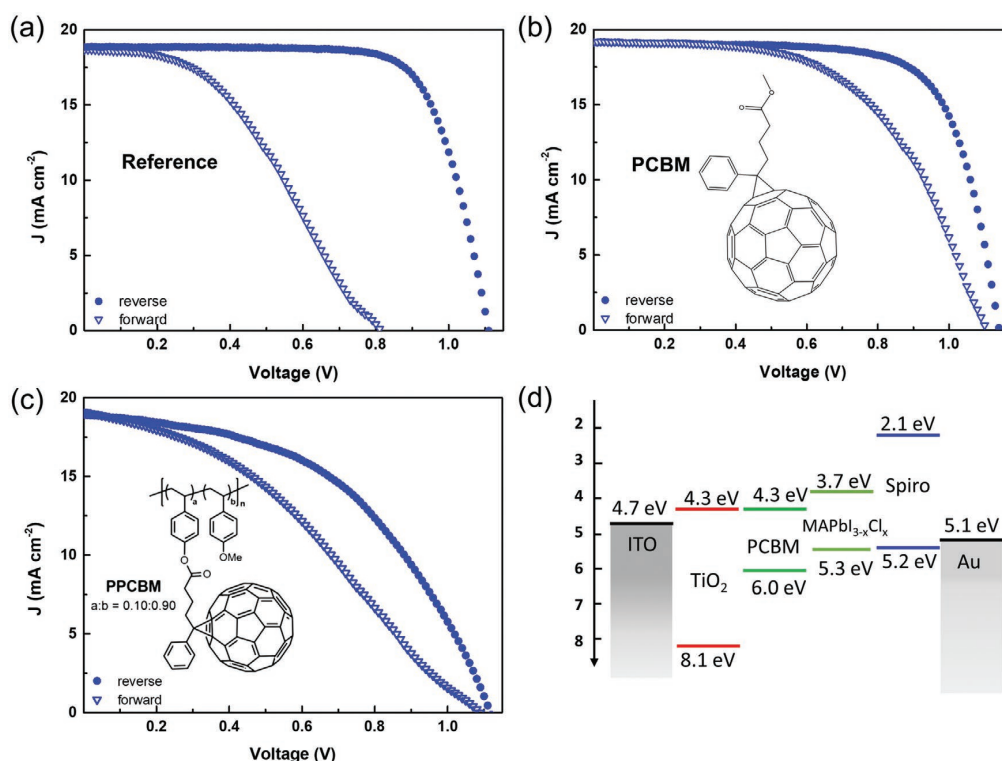 (a)
20
15
10
5
0
J (mA cm-2)
Reference
reverse
forward
0.2 0.4 0.6 0.8 1.0
Voltage (V)
(b)
20
15
10
5
0
J (mA cm-2)
PCBM
O
O
reverse
forward
0.2 0.4 0.6 0.8 1.0
Voltage (V)
(c)
20
15
10
5
0
J (mA cm-2)
a b n
OMe
O
O
PPCBM
a:b = 0.10:0.90
reverse
forward
0.2 0.4 0.6 0.8 1.0
Voltage (V)
(d)
2
3
4
5
6
8
4.7 eV
ITO
4.3 eV
TiO2
8.1 eV
4.3 eV
PCBM
6.0 eV
3.7 eV
MAPbI3-xClx
5.3 eV
2.1 eV
Spiro
5.2 eV
5.1 eV
Au